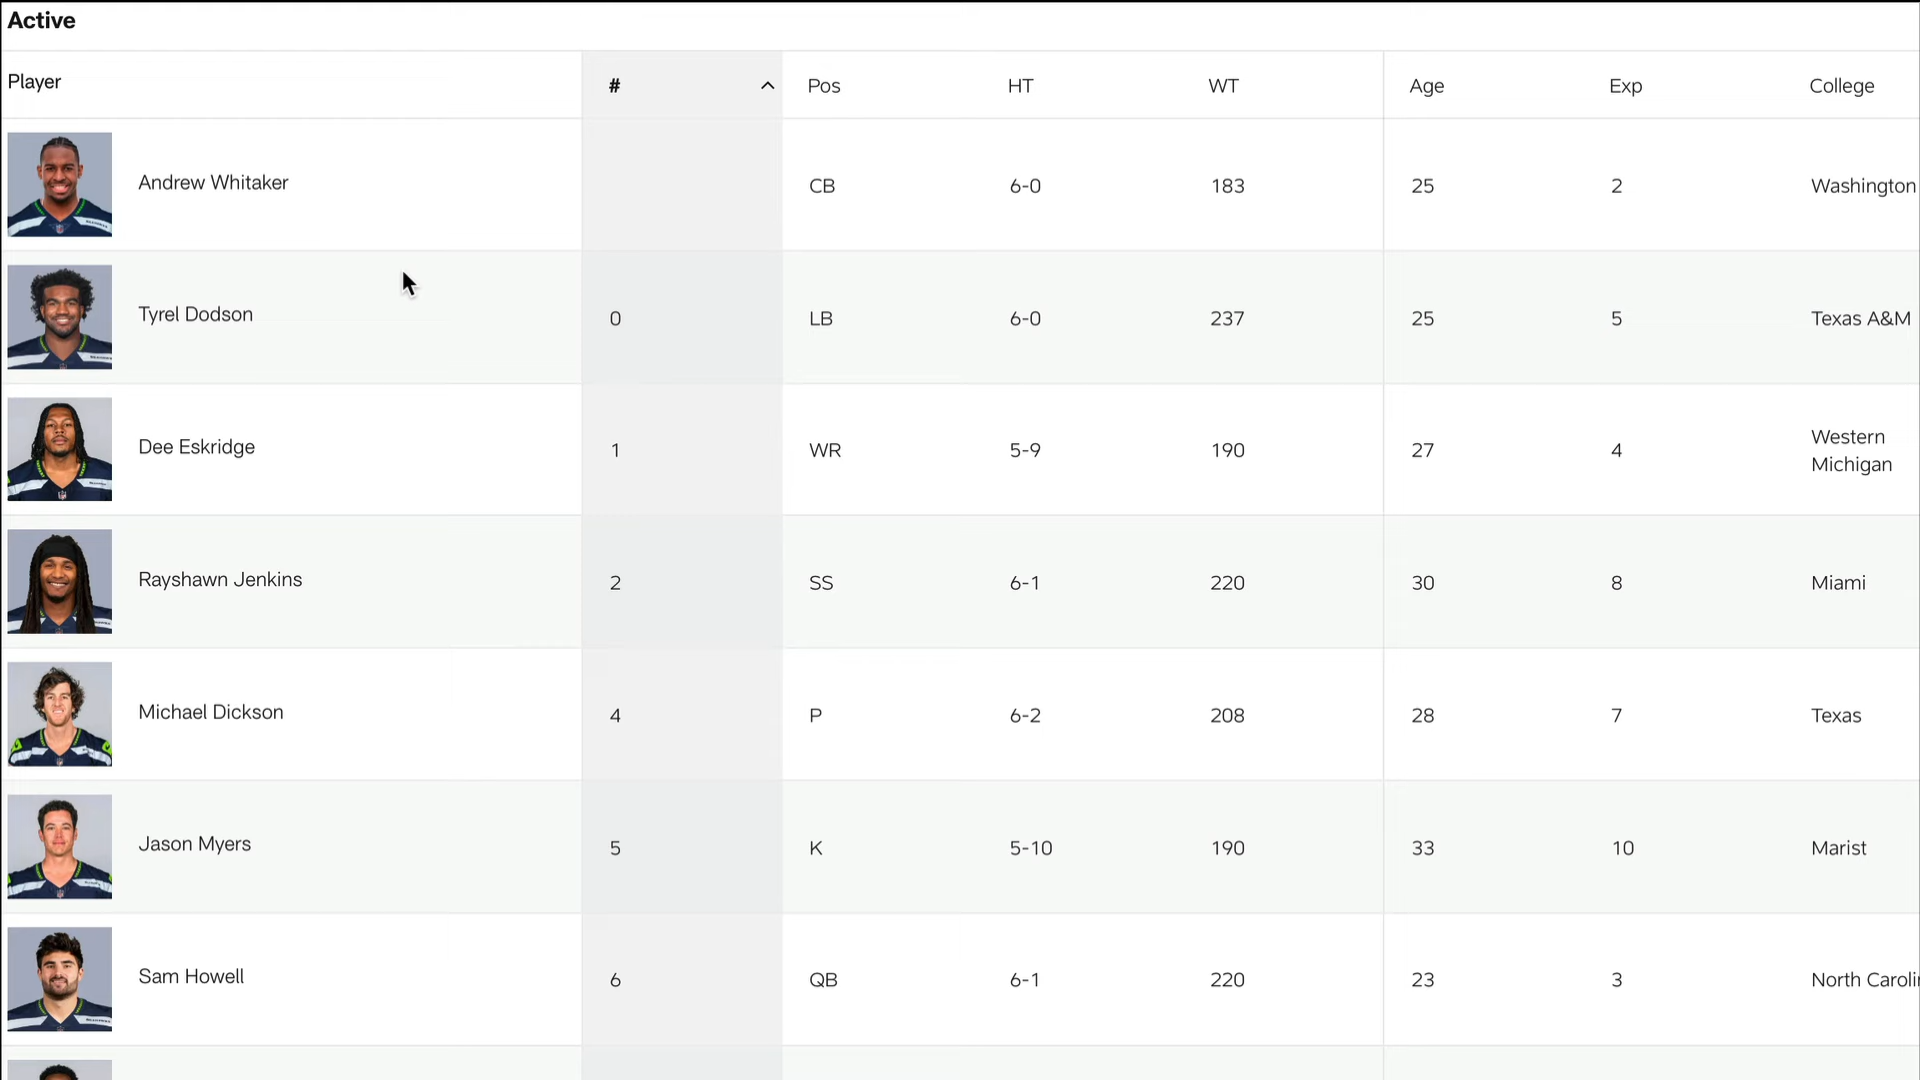 Active
Player # Pos HT WT Age Exp College
Andrew Whitaker CB 6-0 183 25 2 Washington
Tyrel Dodson 0 LB 6-0 237 25 5 Texas A&M
Dee Eskridge 1 WR 5-9 190 27 4 Western
Michigan
Rayshawn Jenkins 2 SS 6-1 220 30 8 Miami
Michael Dickson 4 P 6-2 208 28 7 Texas
Jason Myers 5 K 5-10 190 33 10 Marist
Sam Howell 6 QB 6-1 220 23 3 North Carolin